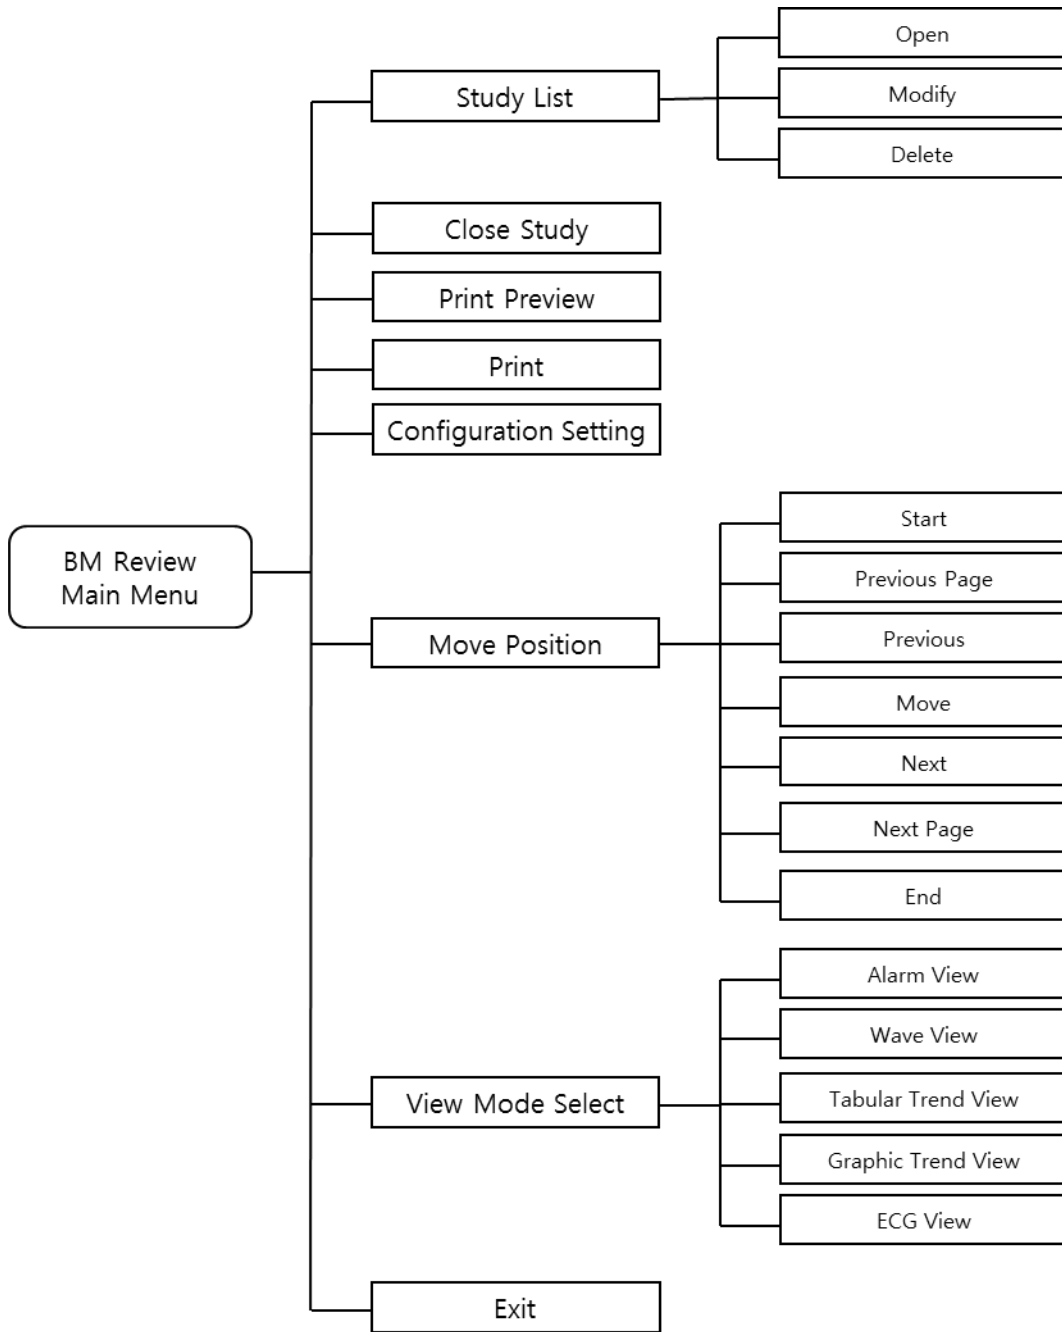 BM Review
Main Menu
Study List
Open
Modify
Delete
Close Study
Print Preview
Print
Configuration Setting
Move Position
Start
Previous Page
Previous
Move
Next
Next Page
End
View Mode Select
Alarm View
Wave View
Tabular Trend View
Graphic Trend View
ECG View
Exit